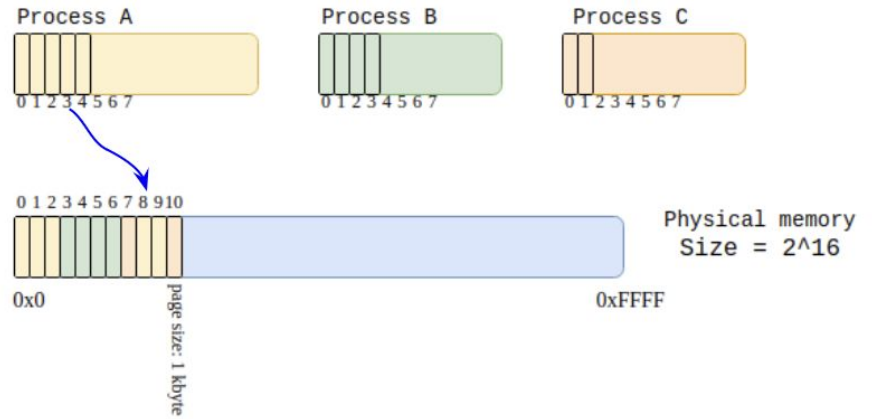 Process A
Process B
Process C
0 1 2 3 4 5 6 7
0 1 2 3 4 5 6 7
0 1 2 3 4 5 6 7
0 1 2 3 4 5 6 7 8 9 10
Physical memory
Size = 2^16
0x0
0xFFFF
page size: 1 kbyte